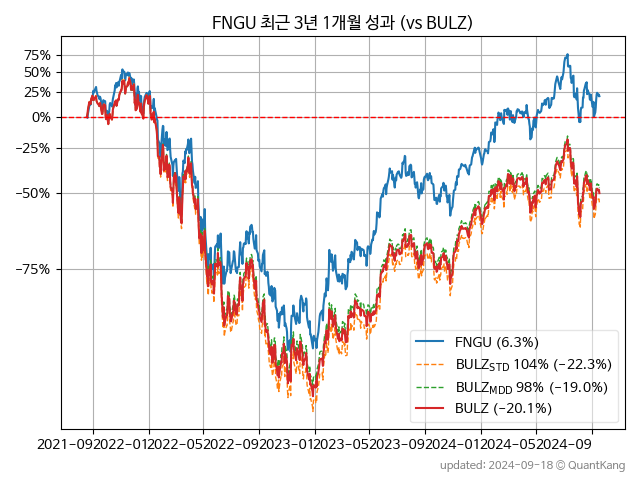 FNGU 최근 3년 1개월 성과 (vs BULZ)
75%
50%
25%
0%
−25%
−50%
−75%
FNGU (6.3%)
BULZSTD 104% (−22.3%)
BULZMDD 98% (−19.0%)
BULZ (−20.1%)
2021-09 2022-01 2022-05 2022-09 2023-01 2023-05 2023-09 2024-01 2024-05 2024-09
updated: 2024-09-18 @ QuantKang